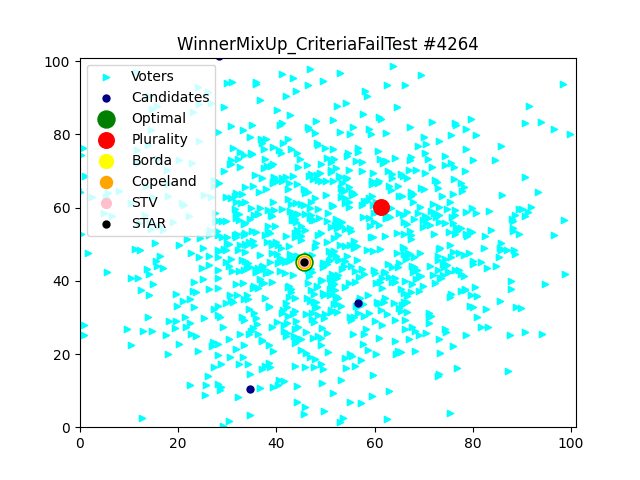 WinnerMixUp_CriteriaFailTest #4264
100
80
60
40
20
0
0
20
40
60
80
100
Voters
Candidates
Optimal
Plurality
Borda
Copeland
STV
STAR